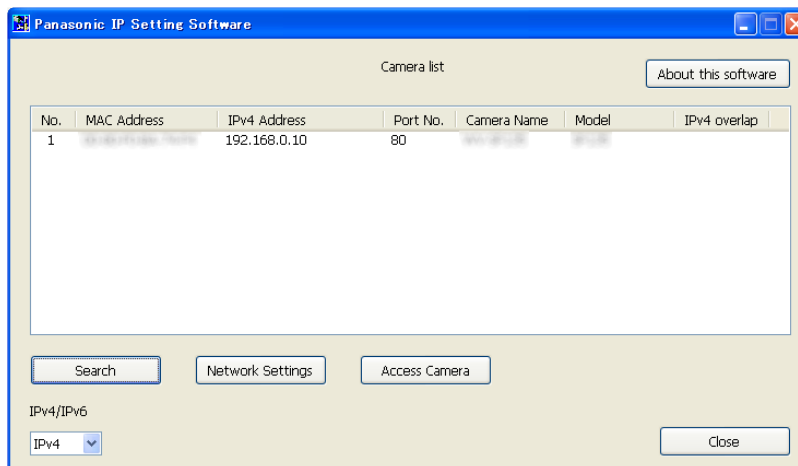 Panasonic IP Setting Software
Camera list
About this software
No. MAC Address IPv4 Address Port No. Camera Name Model IPv4 overlap
1 192.168.0.10 80
Search Network Settings Access Camera
IPv4/IPv6
IPv4 Close